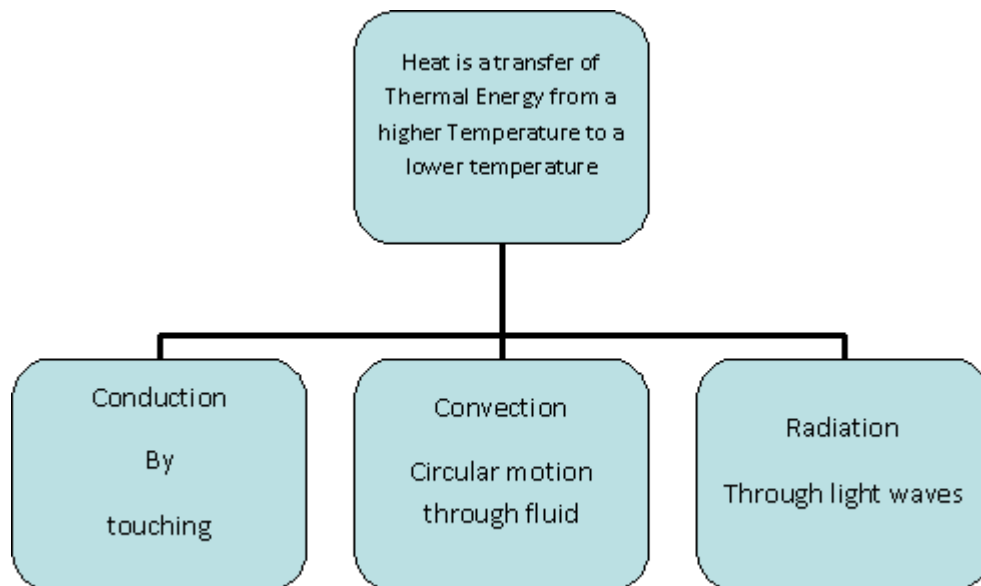 Heat is a transfer of
Thermal Energy from a
higher Temperature to a
lower temperature
Conduction
By
touching
Convection
Circular motion
through fluid
Radiation
Through light waves